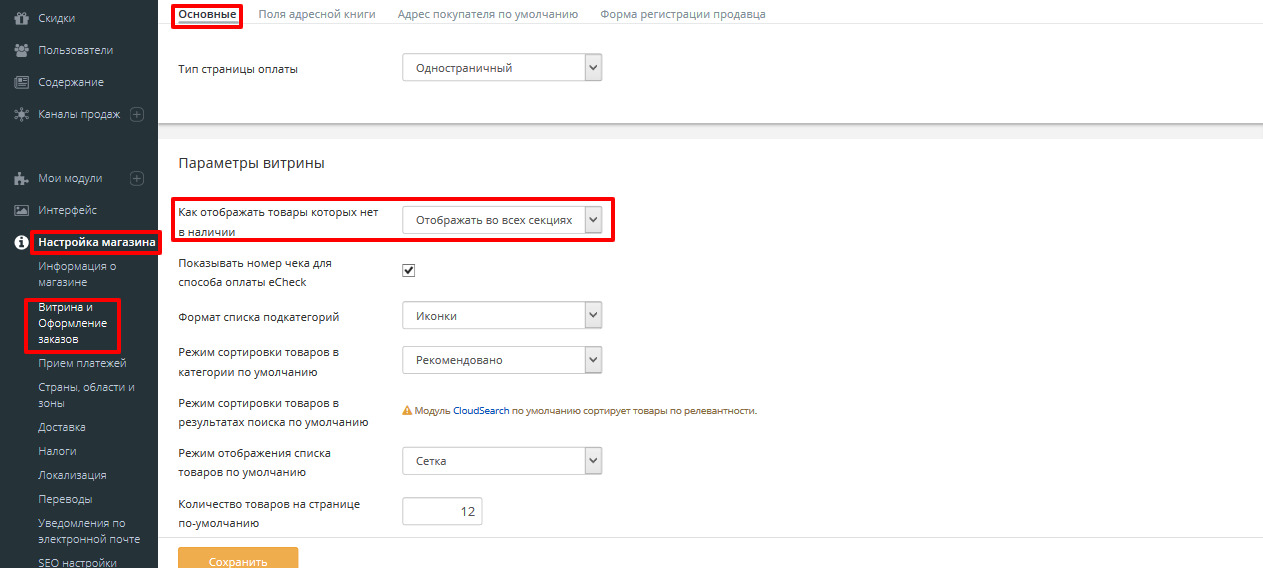 Скидки
Пользователи
Содержание
Каналы продаж
Мои модули
Интерфейс
Настройка магазина
Информация о
магазине
Витрина и
Оформление
заказов
Прием платежей
Страны, области и
зоны
Доставка
Налоги
Локализация
Переводы
Уведомления по
электронной почте
SEO настройки
Основные
Поля адресной книги
Адрес покупателя по умолчанию
Форма регистрации продавца
Тип страницы оплаты
Одностраничный
Параметры витрины
Как отображать товары которых нет
в наличии
Отображать во всех секциях
Показывать номер чека для
способа оплаты eCheck
Формат списка подкатегорий
Иконки
Режим сортировки товаров в
категории по умолчанию
Рекомендовано
Режим сортировки товаров в
результатах поиска по умолчанию
Модуль CloudSearch по умолчанию сортирует товары по релевантности.
Режим отображения списка
товаров по умолчанию
Сетка
Количество товаров на странице
по-умолчанию
12
Сохранить